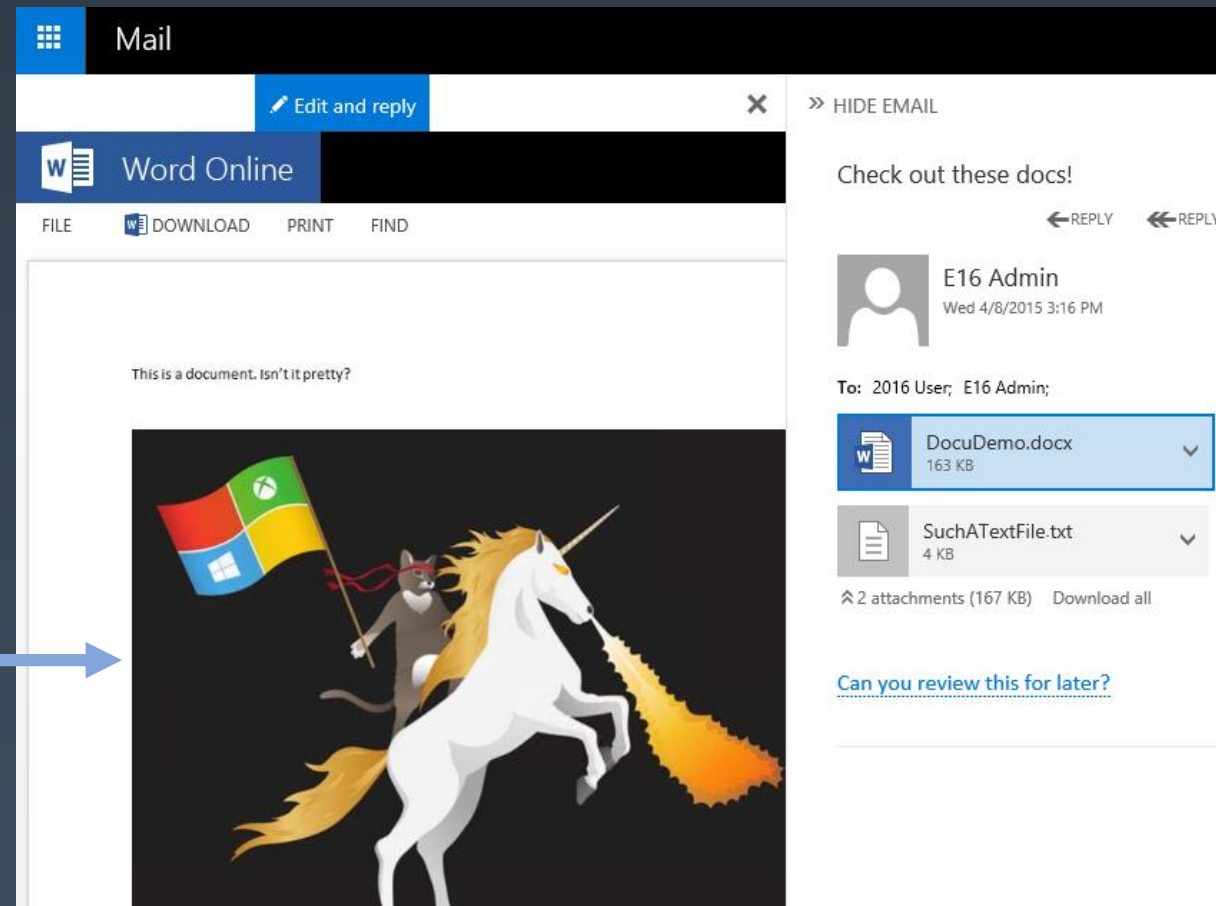 Mail
Edit and reply
HIDE EMAIL
Word Online
FILE DOWNLOAD PRINT FIND
This is a document. Isn't it pretty?
Check out these docs!
REPLY REPLY
E16 Admin
Wed 4/8/2015 3:16 PM
To: 2016 User; E16 Admin;
DocuDemo.docx
163 KB
SuchATextFile.txt
4 KB
2 attachments (167 KB) Download all
Can you review this for later?